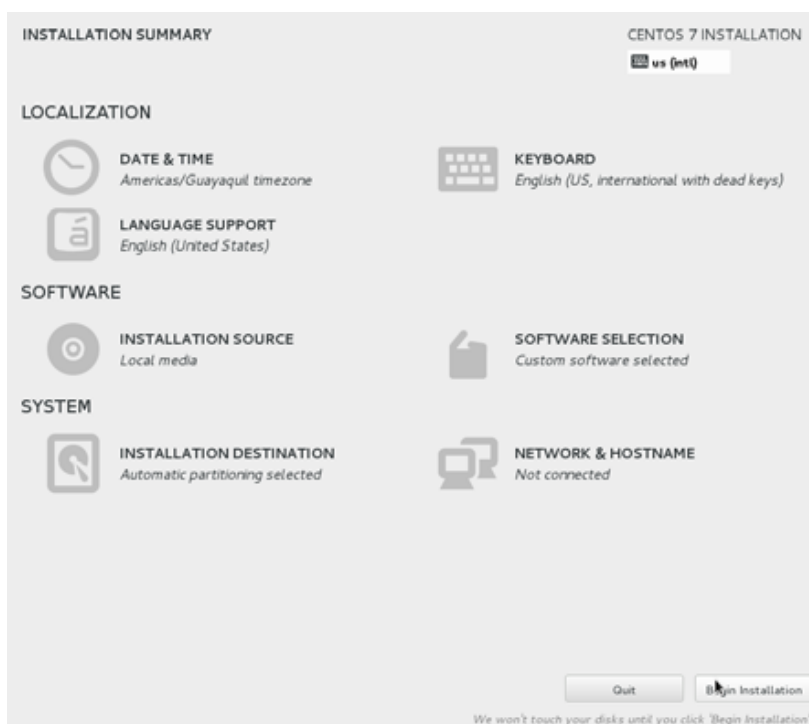 INSTALLATION SUMMARY
CENTOS 7 INSTALLATION
us (intl)
LOCALIZATION
DATE & TIME
Americas/Guayaquil timezone
KEYBOARD
English (US, international with dead keys)
LANGUAGE SUPPORT
English (United States)
SOFTWARE
INSTALLATION SOURCE
Local media
SOFTWARE SELECTION
Custom software selected
SYSTEM
INSTALLATION DESTINATION
Automatic partitioning selected
NETWORK & HOSTNAME
Not connected
Quit
Begin Installation
We won't touch your disks until you click 'Begin Installation'